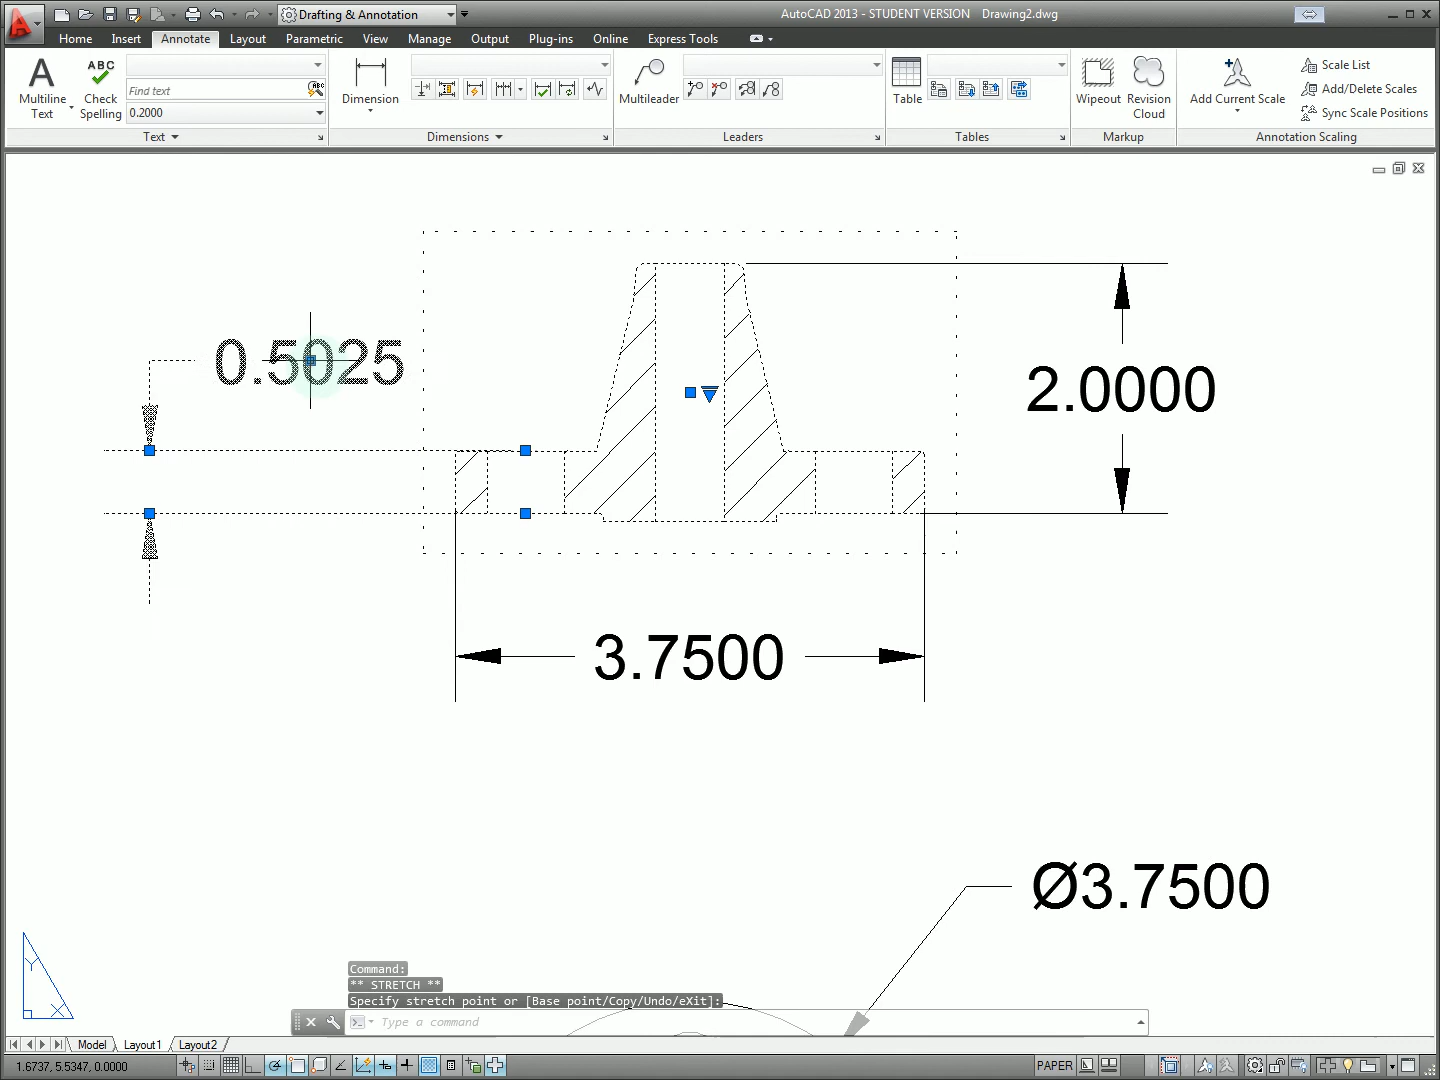 Drafting & Annotation
AutoCAD 2013 - STUDENT VERSION Drawing2.dwg
Home Insert Annotate Layout Parametric View Manage Output Plug-ins Online Express Tools
A ABC Dimension Multileader Table Wipeout Revision Cloud Add Current Scale Scale List
Multiline Text Check Spelling Find text ABC Add/Delete Scales
0.2000 Sync Scale Positions
Text Dimensions Leaders Tables Markup Annotation Scaling
0.5025
2.0000
3.7500
Ø3.7500
Y
X
Command:
** STRETCH **
Specify stretch point or [Base point/Copy/Undo/eXit]:
Type a command
Model Layout1 Layout2
1.6737, 5.5347, 0.0000 PAPER